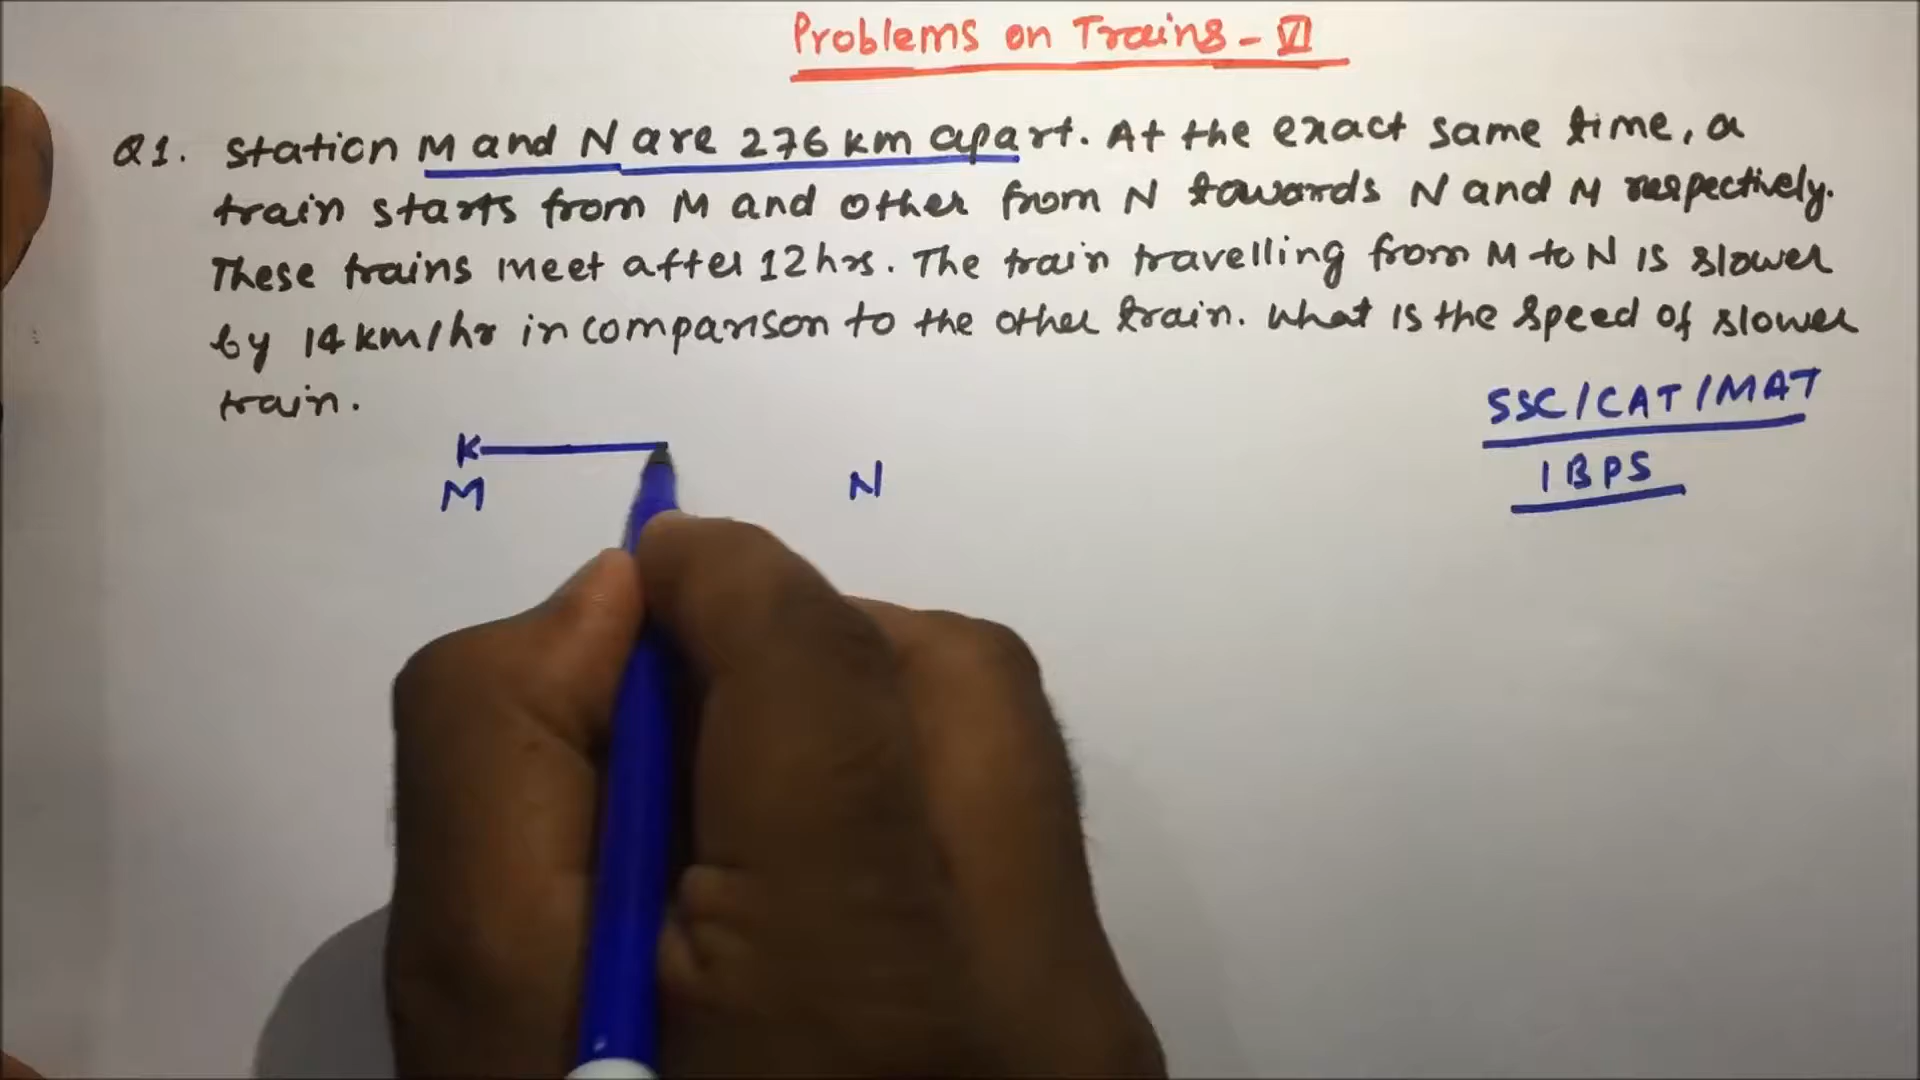 Problems on Trains - VI
Q1. Station M and N are 276 km apart. At the exact same time, a
train starts from M and other from N towards N and M respectively.
These trains meet after 12 hrs. The train travelling from M to N is slower
by 14 km/hr in comparison to the other train. What is the speed of slower
train.
SSC/CAT/MAT
IBPS
M N